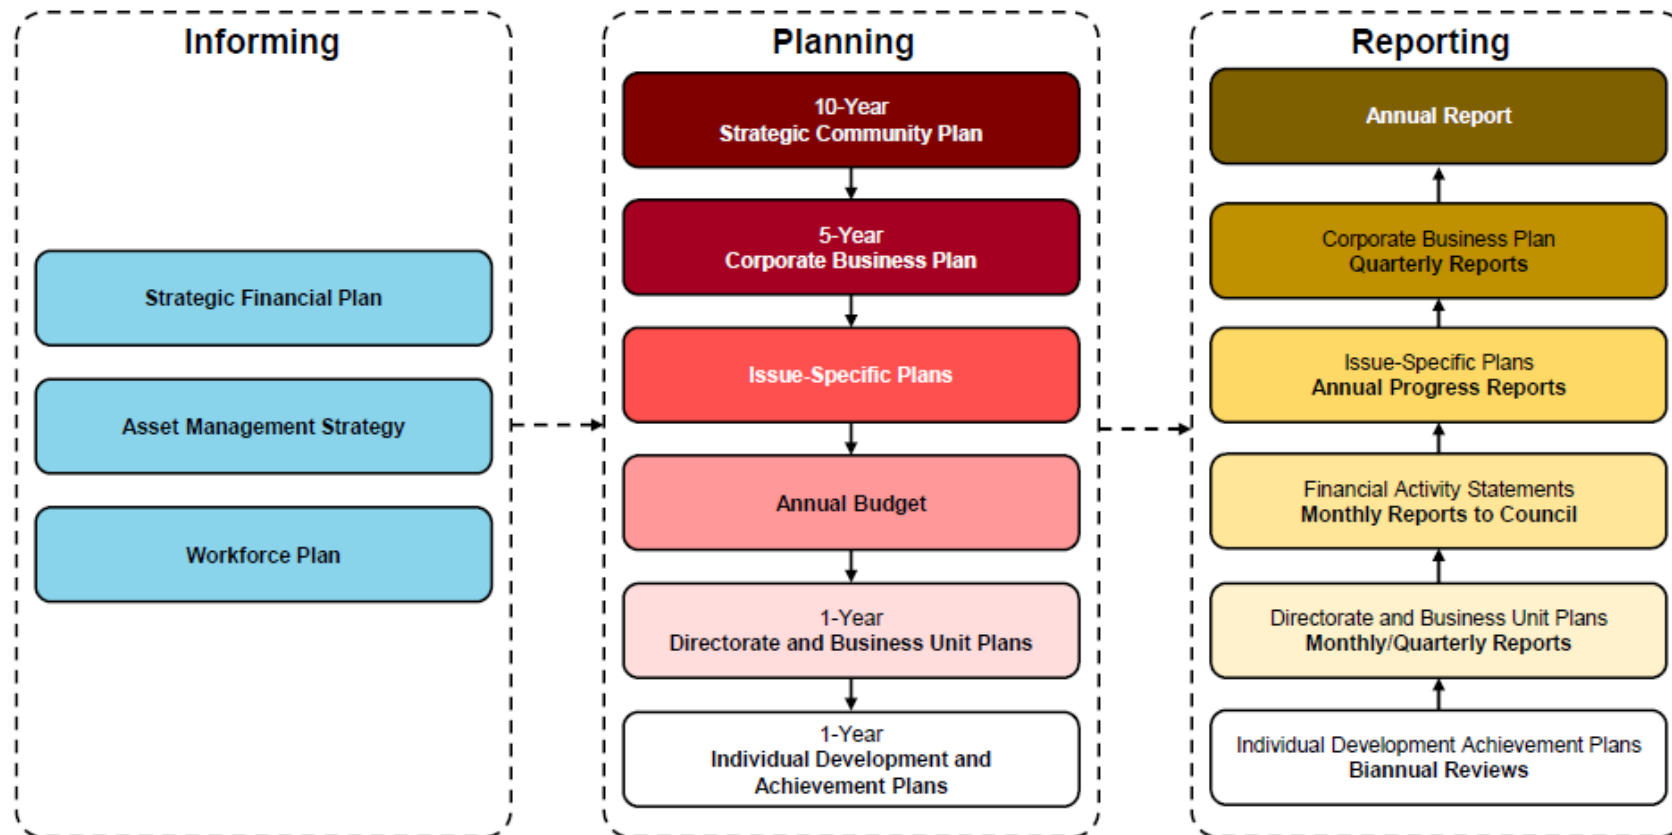 Informing
Strategic Financial Plan
Asset Management Strategy
Workforce Plan
Planning
10-Year
Strategic Community Plan
5-Year
Corporate Business Plan
Issue-Specific Plans
Annual Budget
1-Year
Directorate and Business Unit Plans
1-Year
Individual Development and
Achievement Plans
Reporting
Annual Report
Corporate Business Plan
Quarterly Reports
Issue-Specific Plans
Annual Progress Reports
Financial Activity Statements
Monthly Reports to Council
Directorate and Business Unit Plans
Monthly/Quarterly Reports
Individual Development Achievement Plans
Biannual Reviews